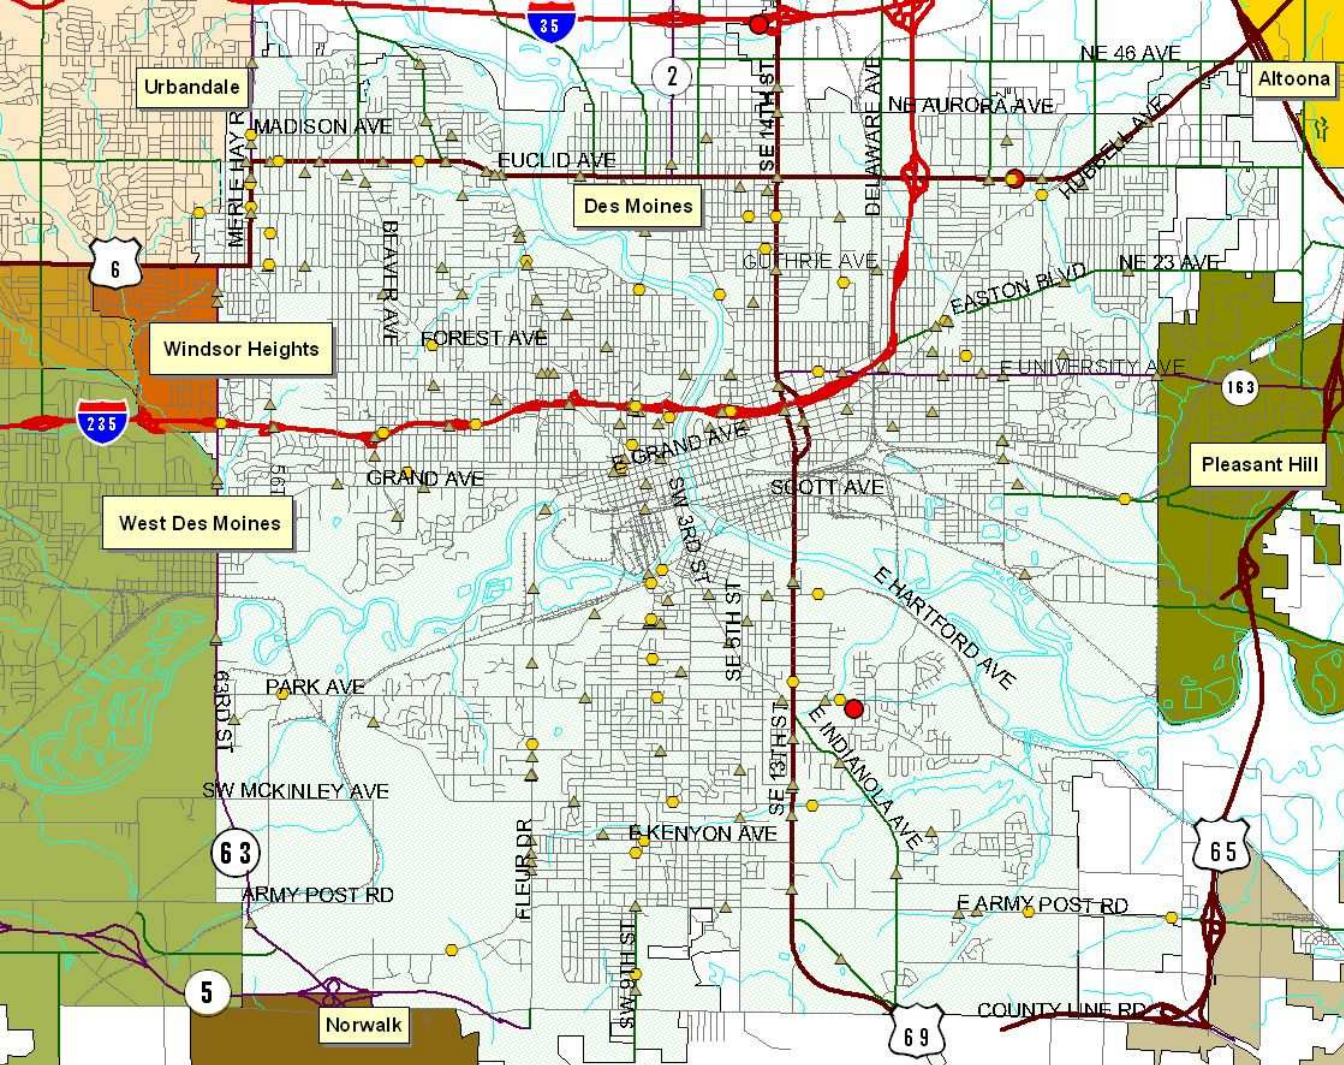 35
NE 46 AVE
Urbandale
2
SE 14TH ST
Altoona
DELAWARE AVE
NE AURORA AVE
HUBBELL AVE
MADISON AVE
EUCLID AVE
MERLE HAY R
Des Moines
BEAVER AVE
6
GUTHRIE AVE
NE 23 AVE
EASTON BLVD
Windsor Heights
FOREST AVE
E UNIVERSITY AVE
163
235
E GRAND AVE
Pleasant Hill
GRAND AVE
SCOTT AVE
West Des Moines
SW 3RD ST
SE 5TH ST
E HARTFORD AVE
63RD ST
PARK AVE
SE 13TH ST
E INDIANOLA AVE
SW MCKINLEY AVE
E KENYON AVE
63
65
FLEUR DR
ARMY POST RD
E ARMY POST RD
SW 9TH ST
5
COUNTY LINE RD
Norwalk
69